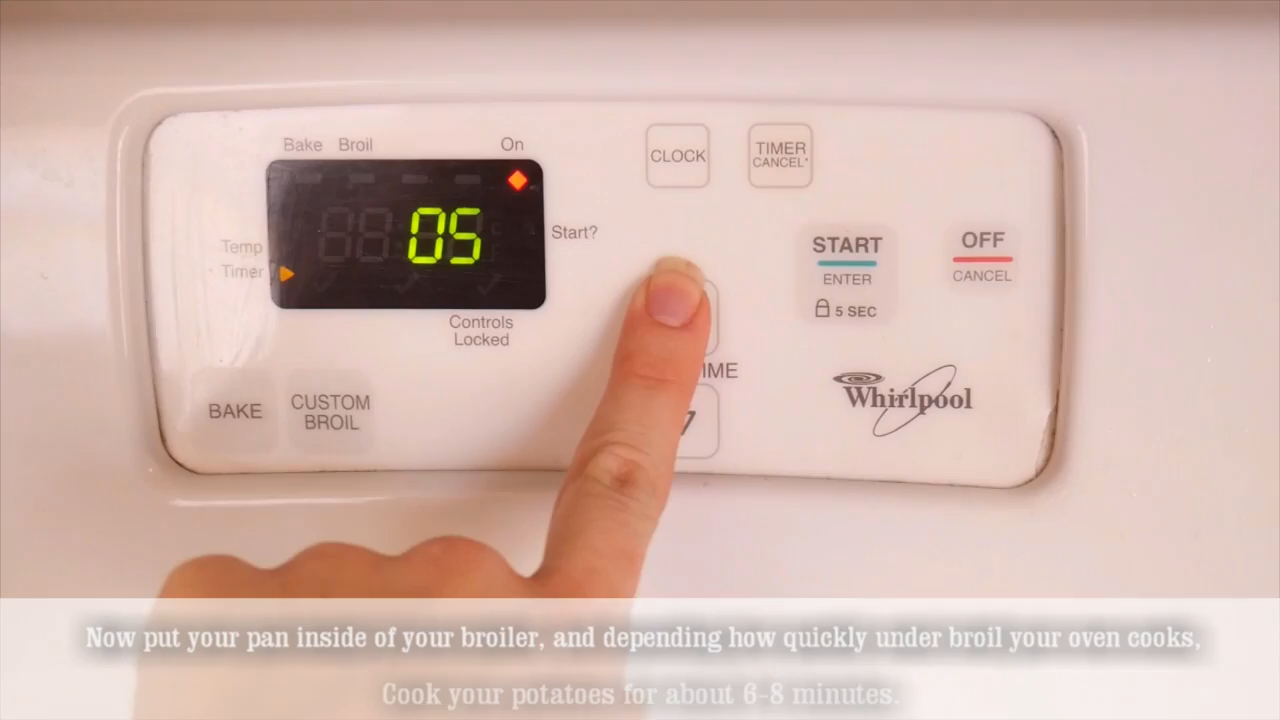 Bake Broil On
05
Start?
Temp
Timer
Controls
Locked
BAKE
CUSTOM
BROIL
CLOCK
TIMER
CANCEL*
START
ENTER
5 SEC
OFF
CANCEL
IME
Whirlpool
Now put your pan inside of your broiler, and depending how quickly under broil your oven cooks,
Cook your potatoes for about 6-8 minutes.